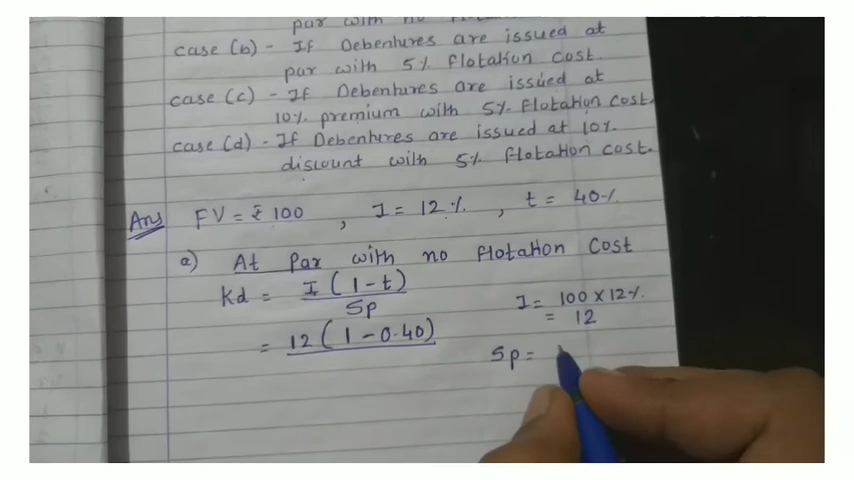 par with no
case (b) - If Debentures are issued at
par with 5% flotation cost.
case (c) - If Debentures are issued at
10% premium with 5% flotation cost.
case (d) - If Debentures are issued at 10%
discount with 5% flotation cost.
Ans FV = ₹ 100 , I = 12% , t = 40%
a) At Par with no flotation cost
Kd = I (1-t)
Sp
I = 100 x 12%
= 12
= 12 (1 - 0.40)
Sp =